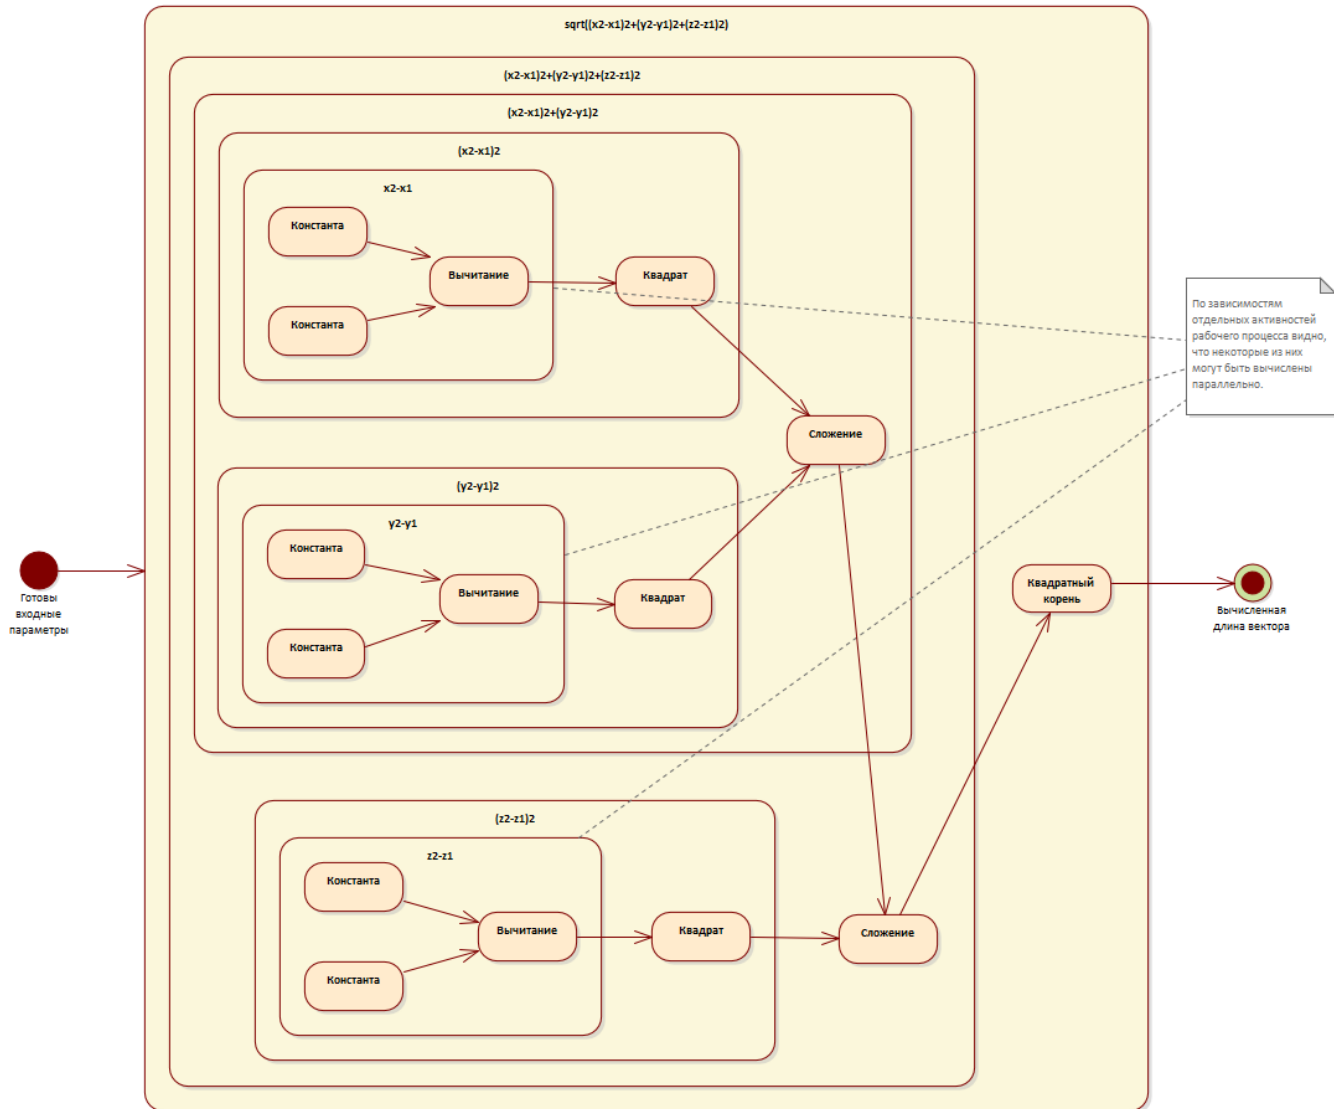 sqrt((x2-x1)2+(y2-y1)2+(z2-z1)2)
(x2-x1)2+(y2-y1)2+(z2-z1)2
(x2-x1)2+(y2-y1)2
(x2-x1)2
x2-x1
Константа
Вычитание
Квадрат
Константа
По зависимостям
отдельных активностей
рабочего процесса видно,
что некоторые из них
могут быть вычислены
параллельно.
Сложение
(y2-y1)2
y2-y1
Константа
Вычитание
Квадрат
Константа
Готовы
входные
параметры
Квадратный
корень
Вычисленная
длина вектора
(z2-z1)2
z2-z1
Константа
Вычитание
Квадрат
Сложение
Константа